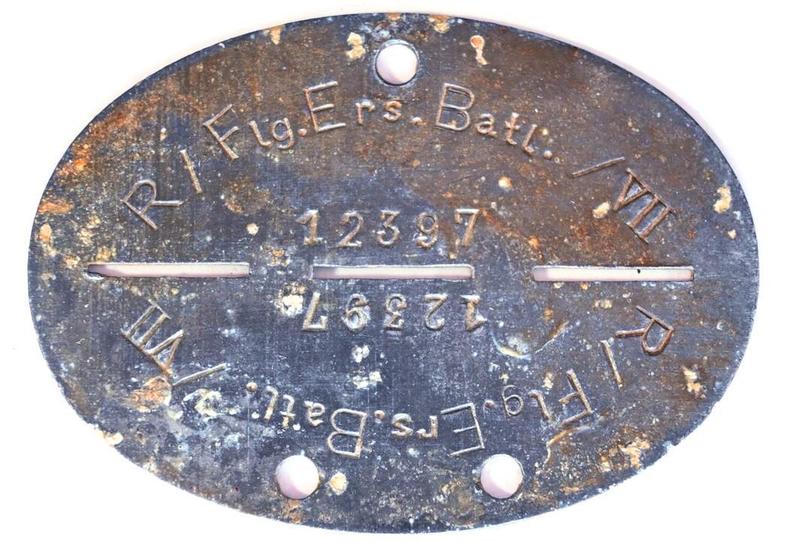 R / Flg. Ers. Batl. / VII
12397
12397
R / Flg. Ers. Batl. / VII